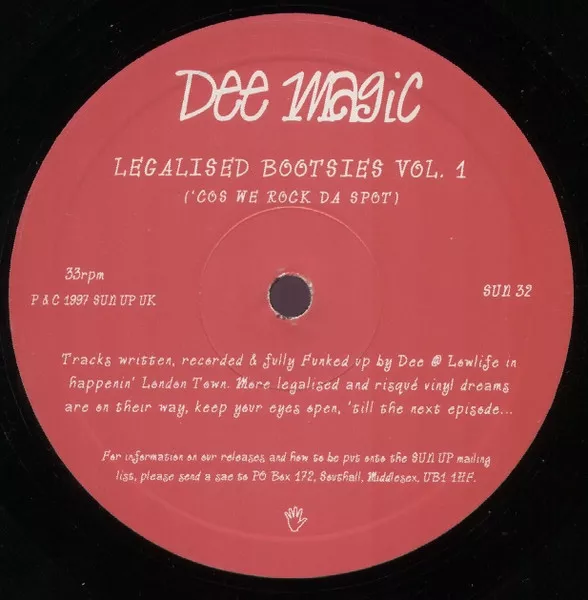 Dee Magic
LEGALISED BOOTSIES VOL. 1
('COS WE ROCK DA SPOT)
33rpm
P & C 1997 SUN UP UK
SUN 32
Tracks written, recorded & fully Funked up by Dee @ Lowlife in
happenin' London Town. More legalised and risqué vinyl dreams
are on their way, keep your eyes open, 'till the next episode...
For information on our releases and how to be put onto the SUN UP mailing
list, please send a sae to PO Box 172, Southall, Middlesex. UB1 1HF.